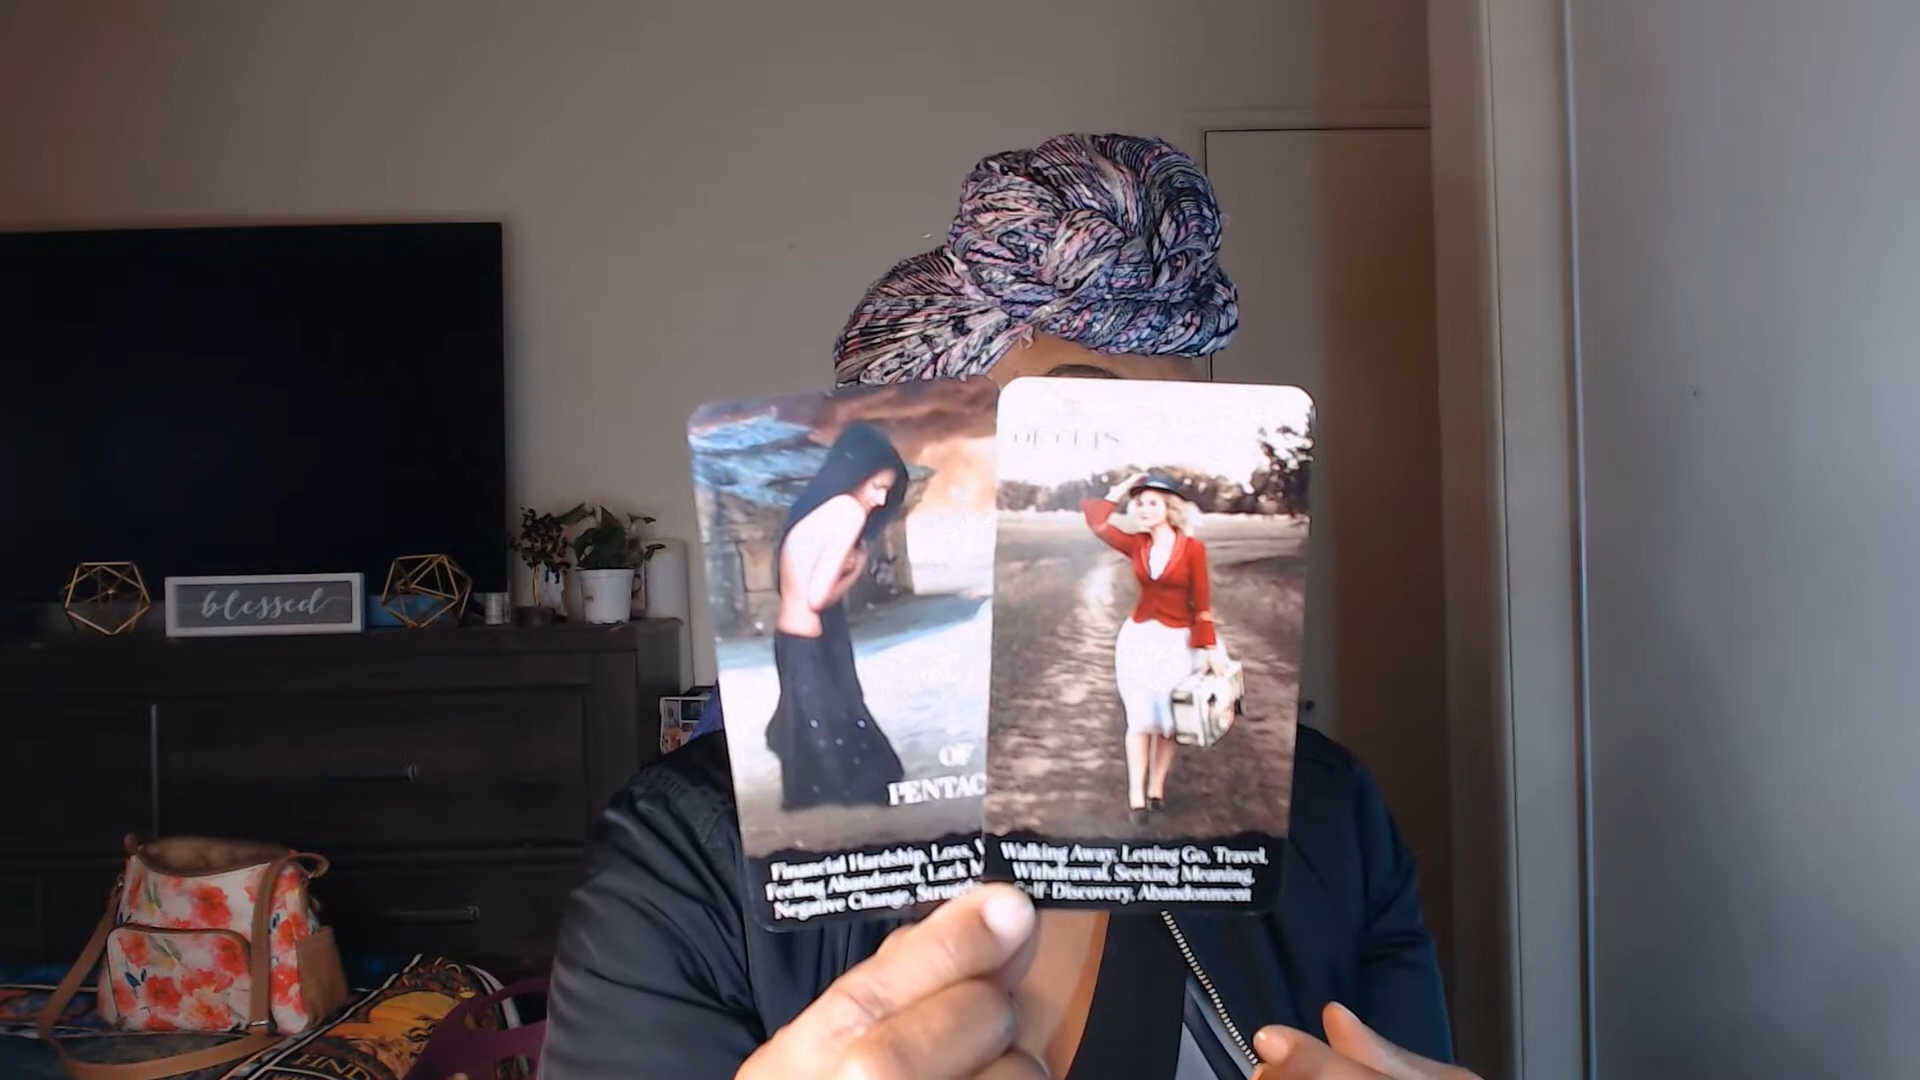 blessed
OF CUPS
OF
PENTAC
Financial Hardship, Loss,
Feeling Abandoned, Lack
Negative Change,
Walking Away, Letting Go, Travel,
Withdrawal, Seeking Meaning,
Self-Discovery, Abandonment